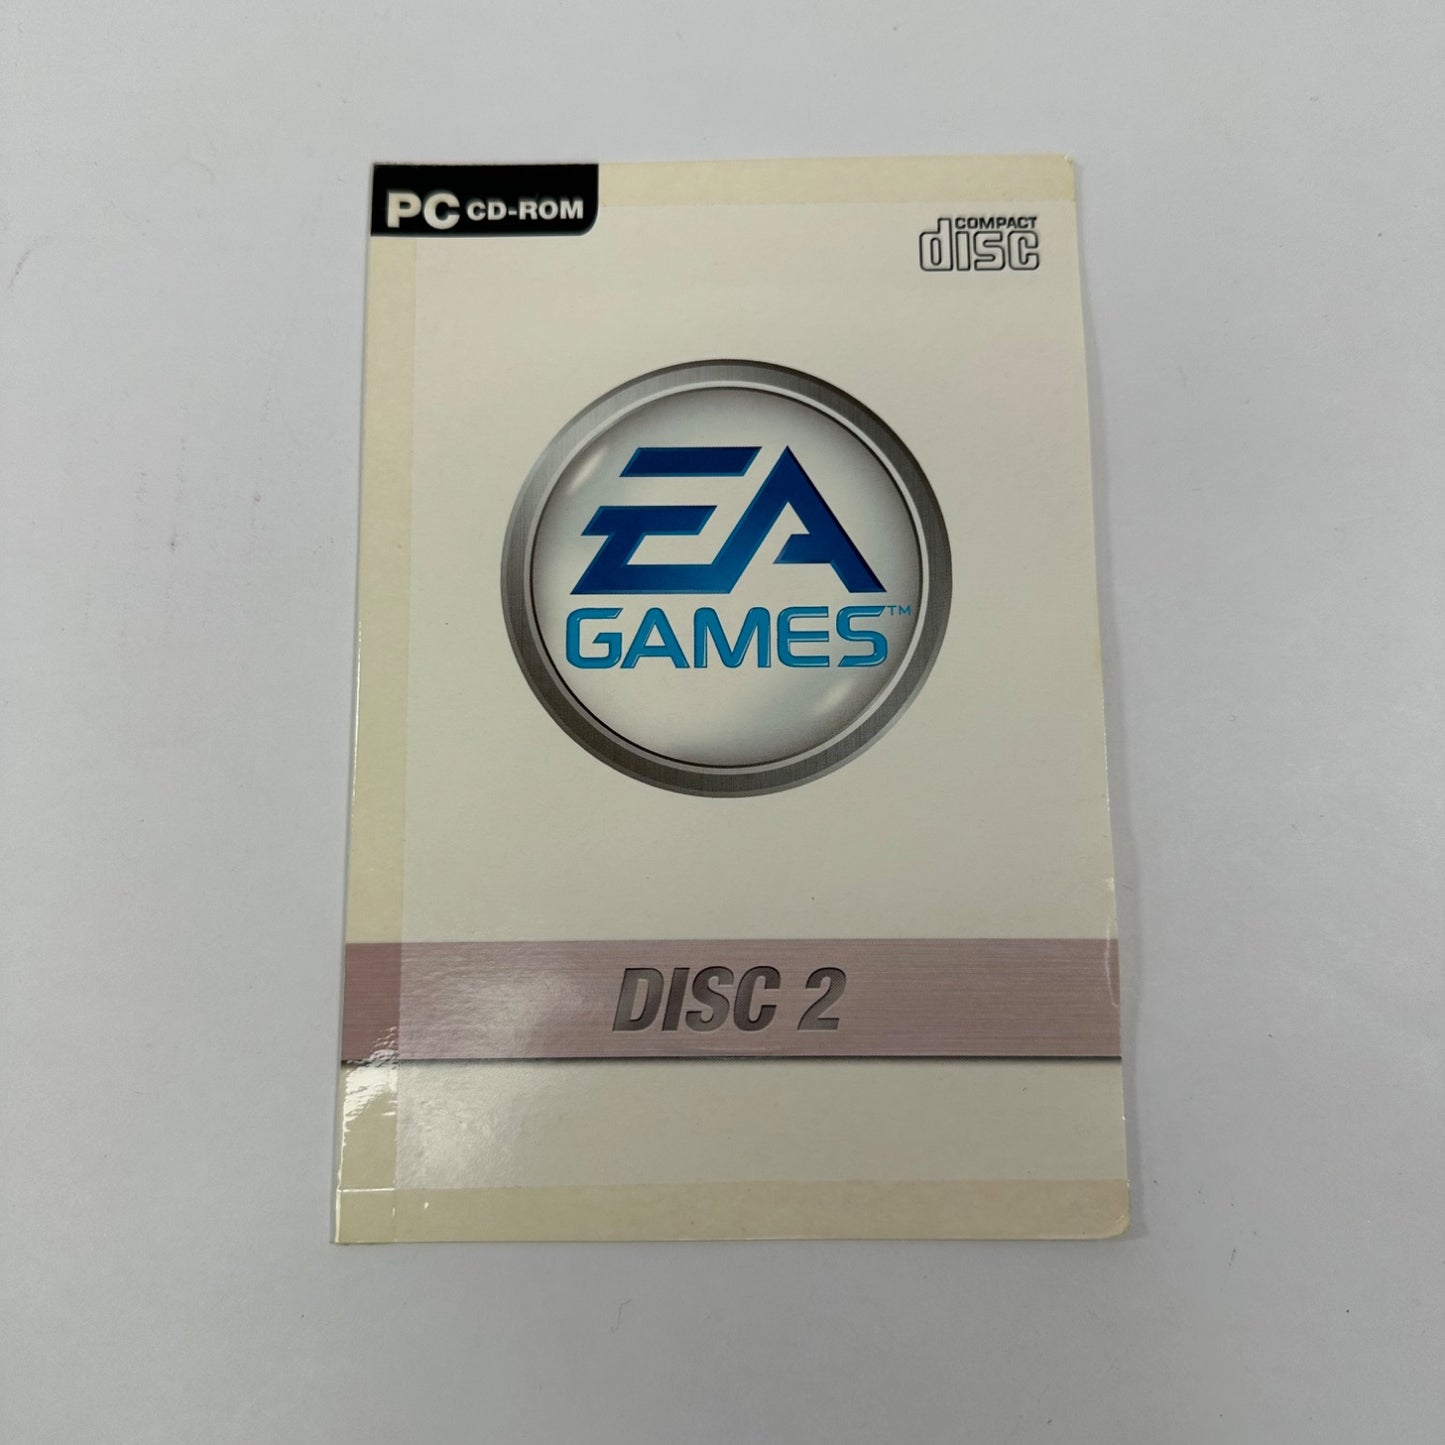 PC CD-ROM
COMPACT
disc
EA
GAMES™
DISC 2